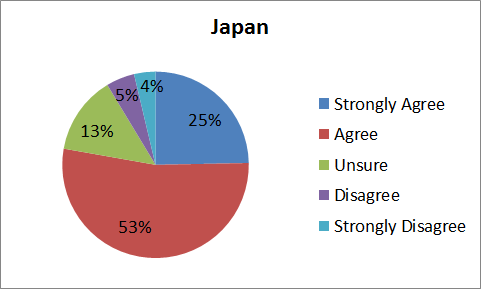 Japan
4%
5%
25%
13%
53%
Strongly Agree
Agree
Unsure
Disagree
Strongly Disagree